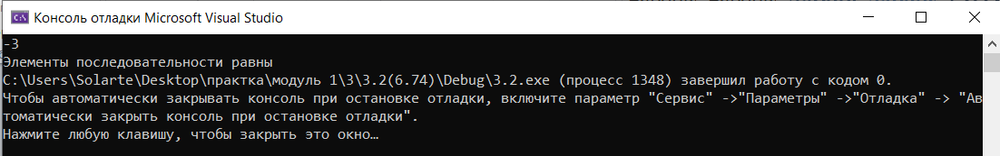 Консоль отладки Microsoft Visual Studio
-3
Элементы последовательности равны
C:\Users\Solarte\Desktop\практка\модуль 1\3\3.2(6.74)\Debug\3.2.exe (процесс 1348) завершил работу с кодом 0.
Чтобы автоматически закрывать консоль при остановке отладки, включите параметр "Сервис" ->"Параметры" ->"Отладка" -> "Ав
томатически закрыть консоль при остановке отладки".
Нажмите любую клавишу, чтобы закрыть это окно…